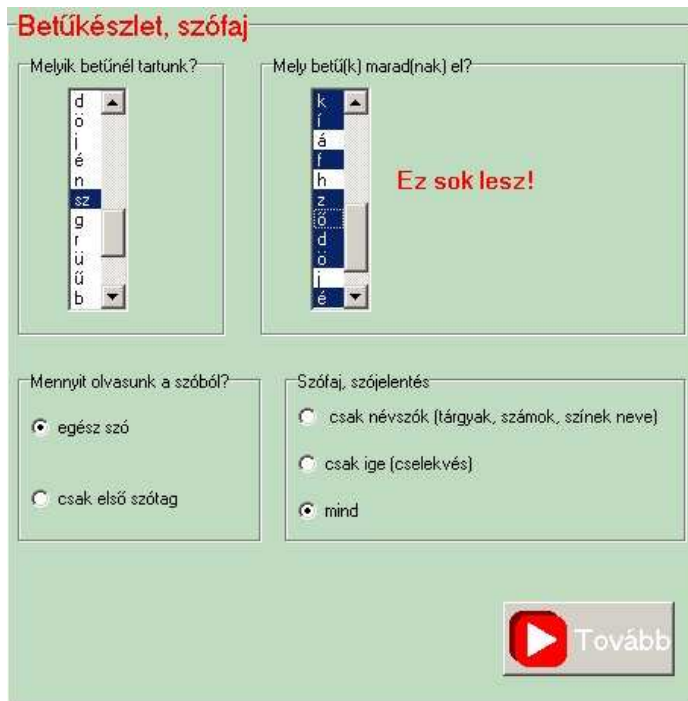 Betűkészlet, szófaj
Melyik betűnél tartunk?
d
ö
j
é
n
sz
g
r
ü
ű
b
Mely betű(k) marad(nak) el?
k
í
á
f
h
z
ő
d
ö
j
é
Ez sok lesz!
Mennyit olvasunk a szóból?
egész szó
csak első szótag
Szófaj, szójelentés
csak névszók (tárgyak, számok, színek neve)
csak ige (cselekvés)
mind
Tovább